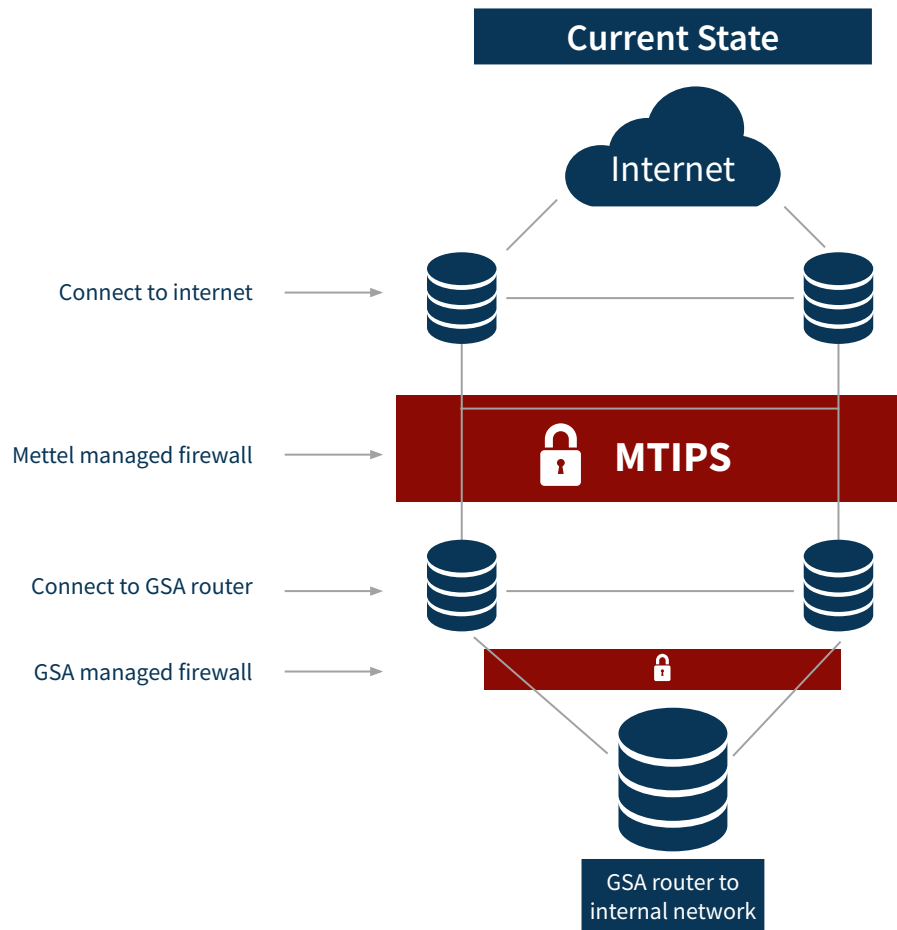 Current State
Internet
Connect to internet
Mettel managed firewall
MTIPS
Connect to GSA router
GSA managed firewall
GSA router to
internal network